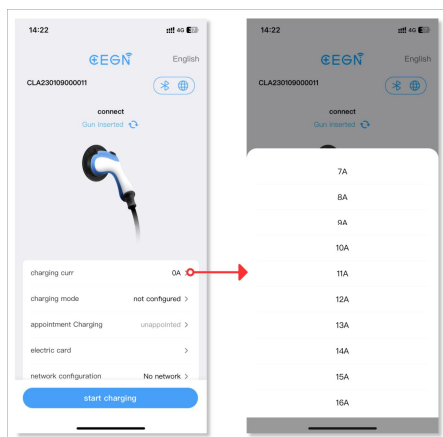 14:22
4G
CEGN
English
CLA230109000011
connect
Gun inserted
charging curr 0A >
charging mode not configured >
appointment Charging unappointed >
electric card >
network configuration No network >
start charging
14:22
4G
CEGN
English
CLA230109000011
connect
Gun inserted
7A
8A
9A
10A
11A
12A
13A
14A
15A
16A